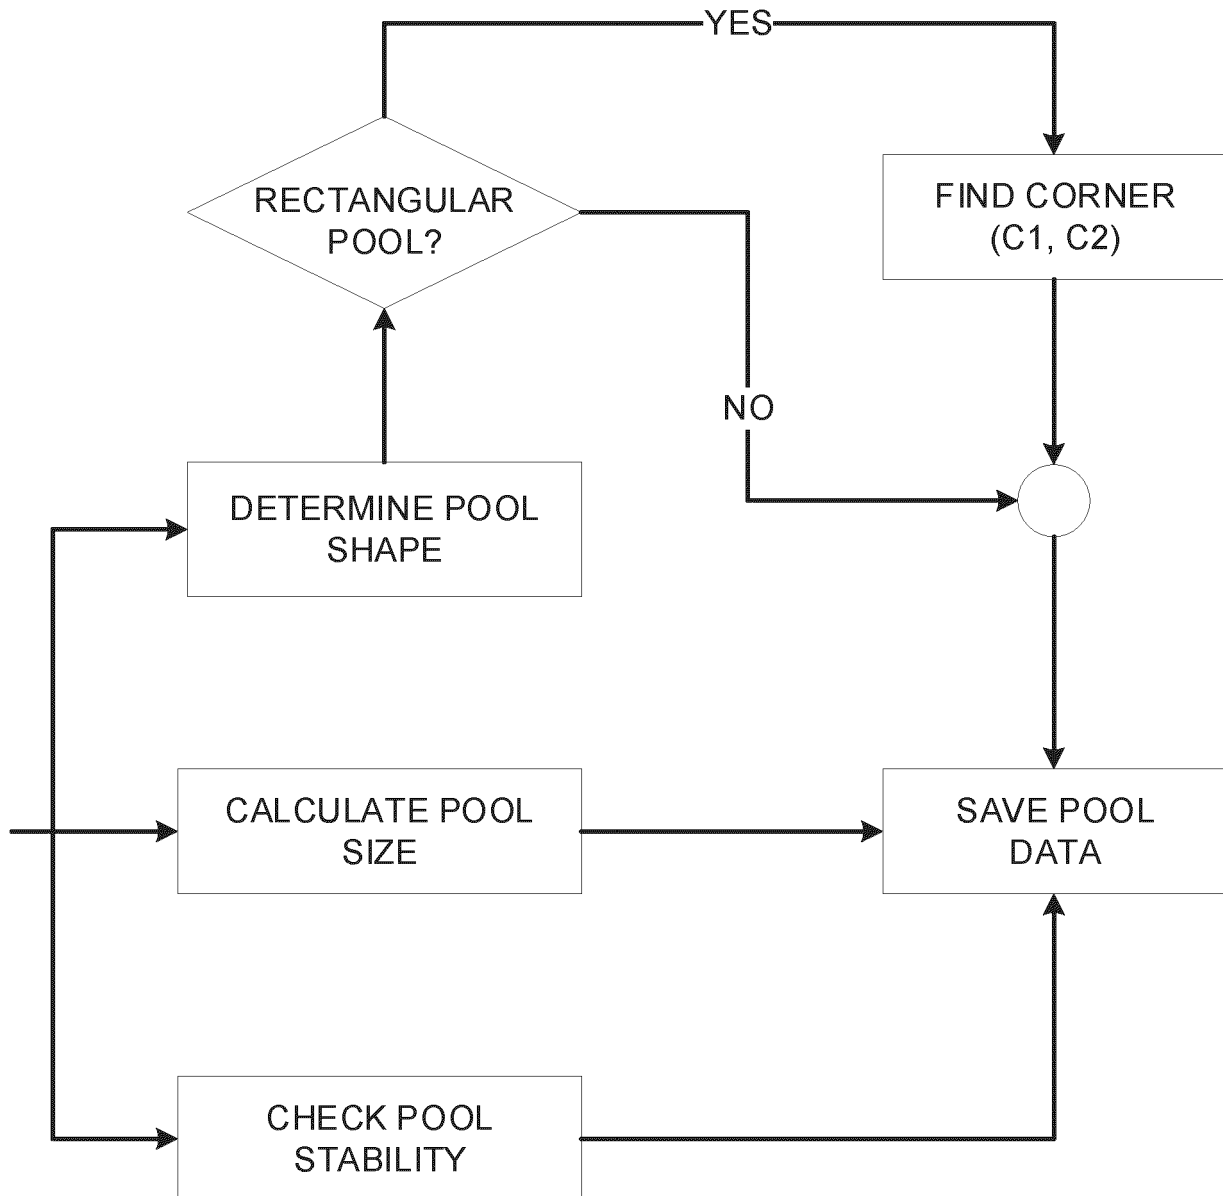 YES
RECTANGULAR
POOL?
FIND CORNER
(C1, C2)
NO
DETERMINE POOL
SHAPE
CALCULATE POOL
SIZE
SAVE POOL
DATA
CHECK POOL
STABILITY